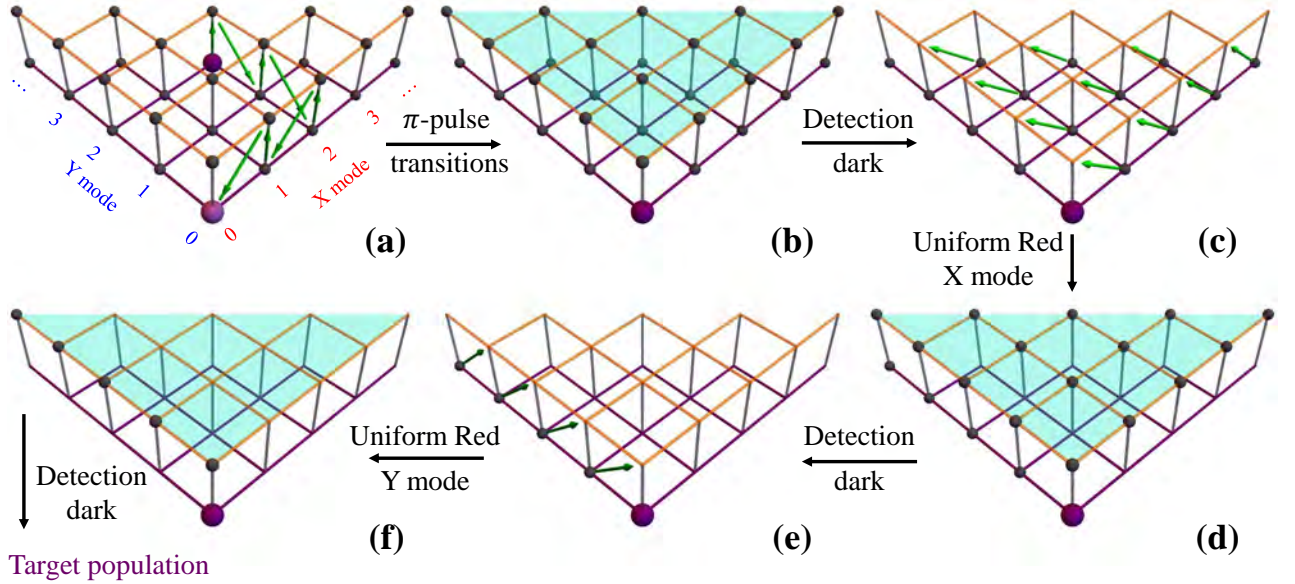 ...
3
2
1
0
Y mode
0
1
2
3
...
X mode
(a)
π-pulse
transitions
(b)
Detection
dark
(c)
Uniform Red
X mode
(d)
Detection
dark
(e)
Uniform Red
Y mode
(f)
Detection
dark
Target population